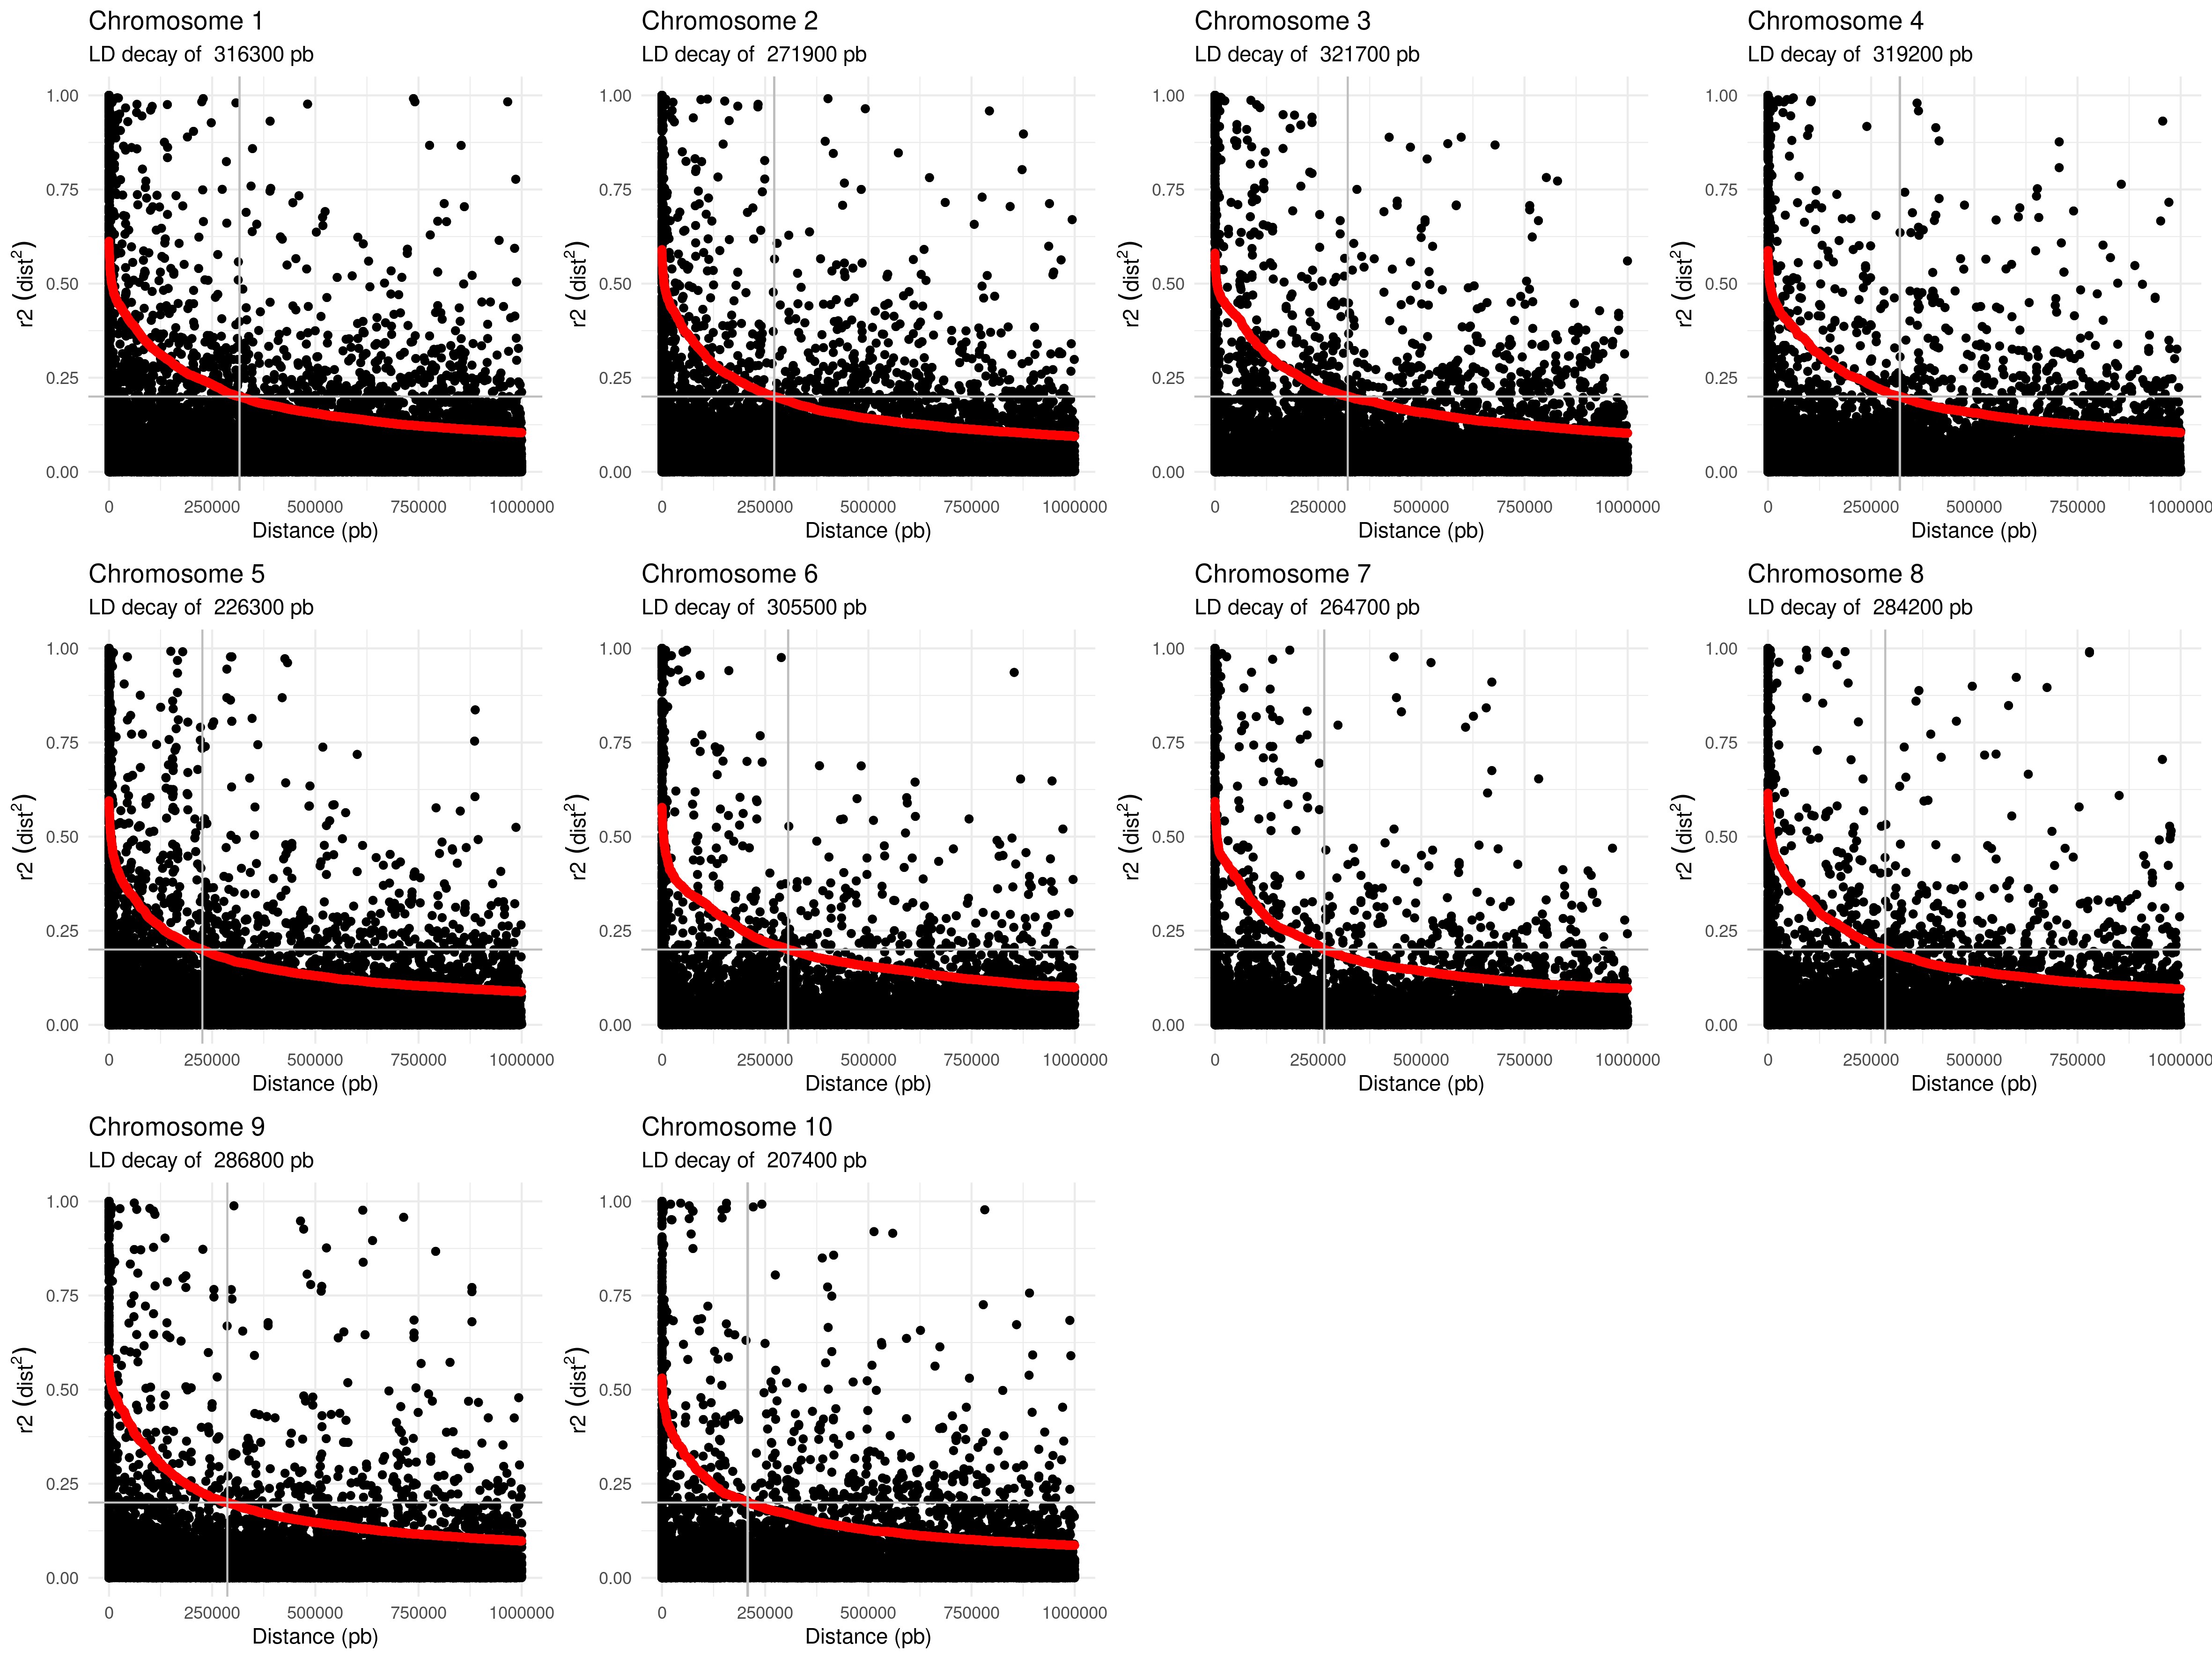 Chromosome 1
LD decay of  316300 pb
r2 (dist²)
1.00
0.75
0.50
0.25
0.00
0 250000 500000 750000 1000000
Distance (pb)
Chromosome 2
LD decay of  271900 pb
r2 (dist²)
1.00
0.75
0.50
0.25
0.00
0 250000 500000 750000 1000000
Distance (pb)
Chromosome 3
LD decay of  321700 pb
r2 (dist²)
1.00
0.75
0.50
0.25
0.00
0 250000 500000 750000 1000000
Distance (pb)
Chromosome 4
LD decay of  319200 pb
r2 (dist²)
1.00
0.75
0.50
0.25
0.00
0 250000 500000 750000 1000000
Distance (pb)
Chromosome 5
LD decay of  226300 pb
r2 (dist²)
1.00
0.75
0.50
0.25
0.00
0 250000 500000 750000 1000000
Distance (pb)
Chromosome 6
LD decay of  305500 pb
r2 (dist²)
1.00
0.75
0.50
0.25
0.00
0 250000 500000 750000 1000000
Distance (pb)
Chromosome 7
LD decay of  264700 pb
r2 (dist²)
1.00
0.75
0.50
0.25
0.00
0 250000 500000 750000 1000000
Distance (pb)
Chromosome 8
LD decay of  284200 pb
r2 (dist²)
1.00
0.75
0.50
0.25
0.00
0 250000 500000 750000 1000000
Distance (pb)
Chromosome 9
LD decay of  286800 pb
r2 (dist²)
1.00
0.75
0.50
0.25
0.00
0 250000 500000 750000 1000000
Distance (pb)
Chromosome 10
LD decay of  207400 pb
r2 (dist²)
1.00
0.75
0.50
0.25
0.00
0 250000 500000 750000 1000000
Distance (pb)